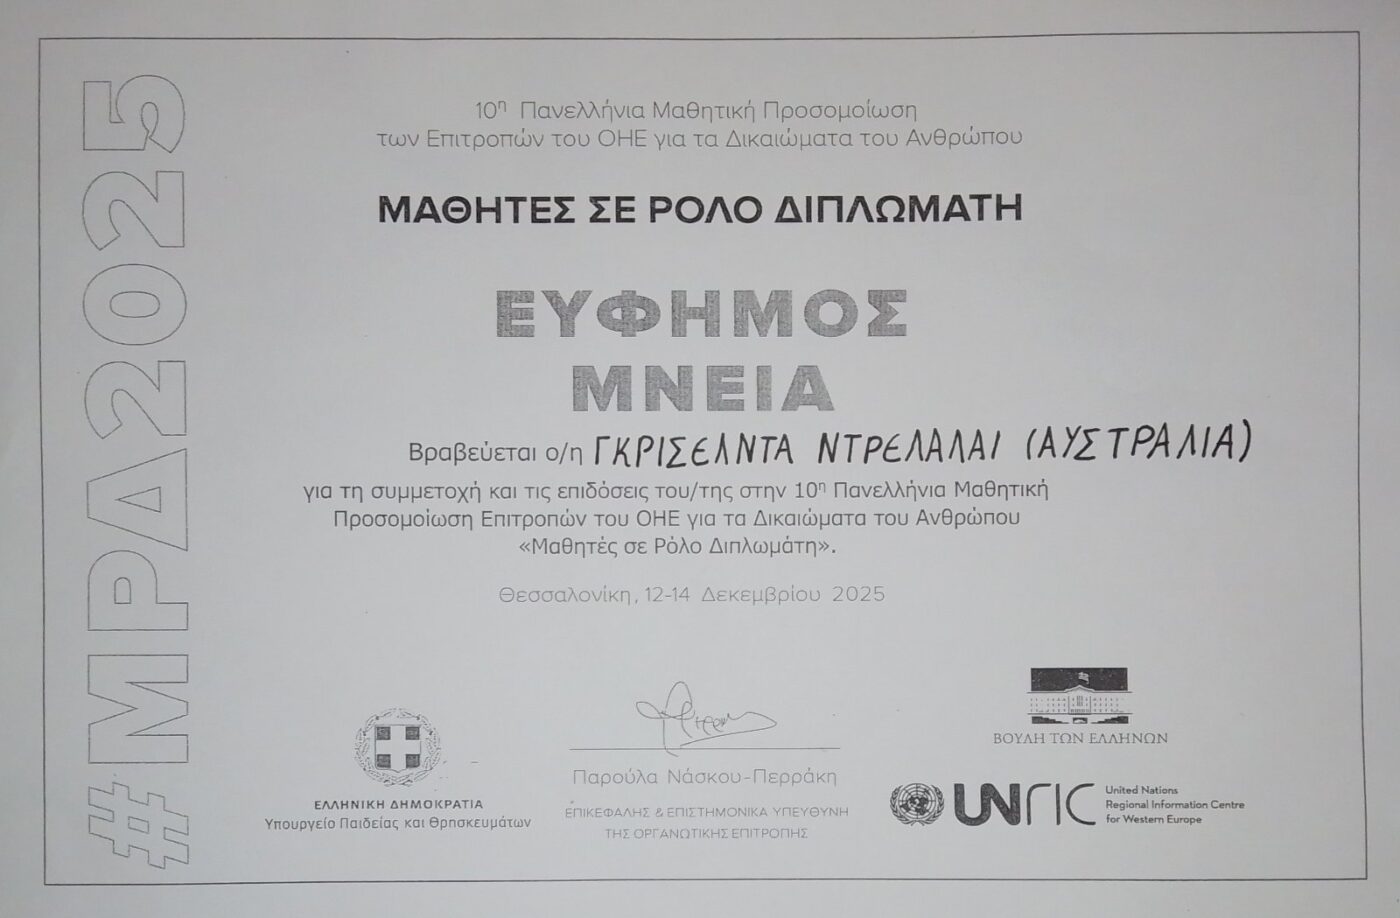 #ΜΡΔ2025
10η Πανελλήνια Μαθητική Προσομοίωση
των Επιτροπών του ΟΗΕ για τα Δικαιώματα του Ανθρώπου
ΜΑΘΗΤΕΣ ΣΕ ΡΟΛΟ ΔΙΠΛΩΜΑΤΗ
ΕΥΦΗΜΟΣ
ΜΝΕΙΑ
Βραβεύεται ο/η ΓΚΡΙΣΕΛΝΤΑ ΝΤΡΕΛΑΛΑΙ (ΑΥΣΤΡΑΛΙΑ)
για τη συμμετοχή και τις επιδόσεις του/της στην 10η Πανελλήνια Μαθητική
Προσομοίωση Επιτροπών του ΟΗΕ για τα Δικαιώματα του Ανθρώπου
«Μαθητές σε Ρόλο Διπλωμάτη».
Θεσσαλονίκη, 12-14 Δεκεμβρίου 2025
ΕΛΛΗΝΙΚΗ ΔΗΜΟΚΡΑΤΙΑ
Υπουργείο Παιδείας και Θρησκευμάτων
Παρούλα Νάσκου-Περράκη
ΕΠΙΚΕΦΑΛΗΣ & ΕΠΙΣΤΗΜΟΝΙΚΑ ΥΠΕΥΘΥΝΗ
ΤΗΣ ΟΡΓΑΝΩΤΙΚΗΣ ΕΠΙΤΡΟΠΗΣ
ΒΟΥΛΗ ΤΩΝ ΕΛΛΗΝΩΝ
UNRIC
United Nations
Regional Information Centre
for Western Europe